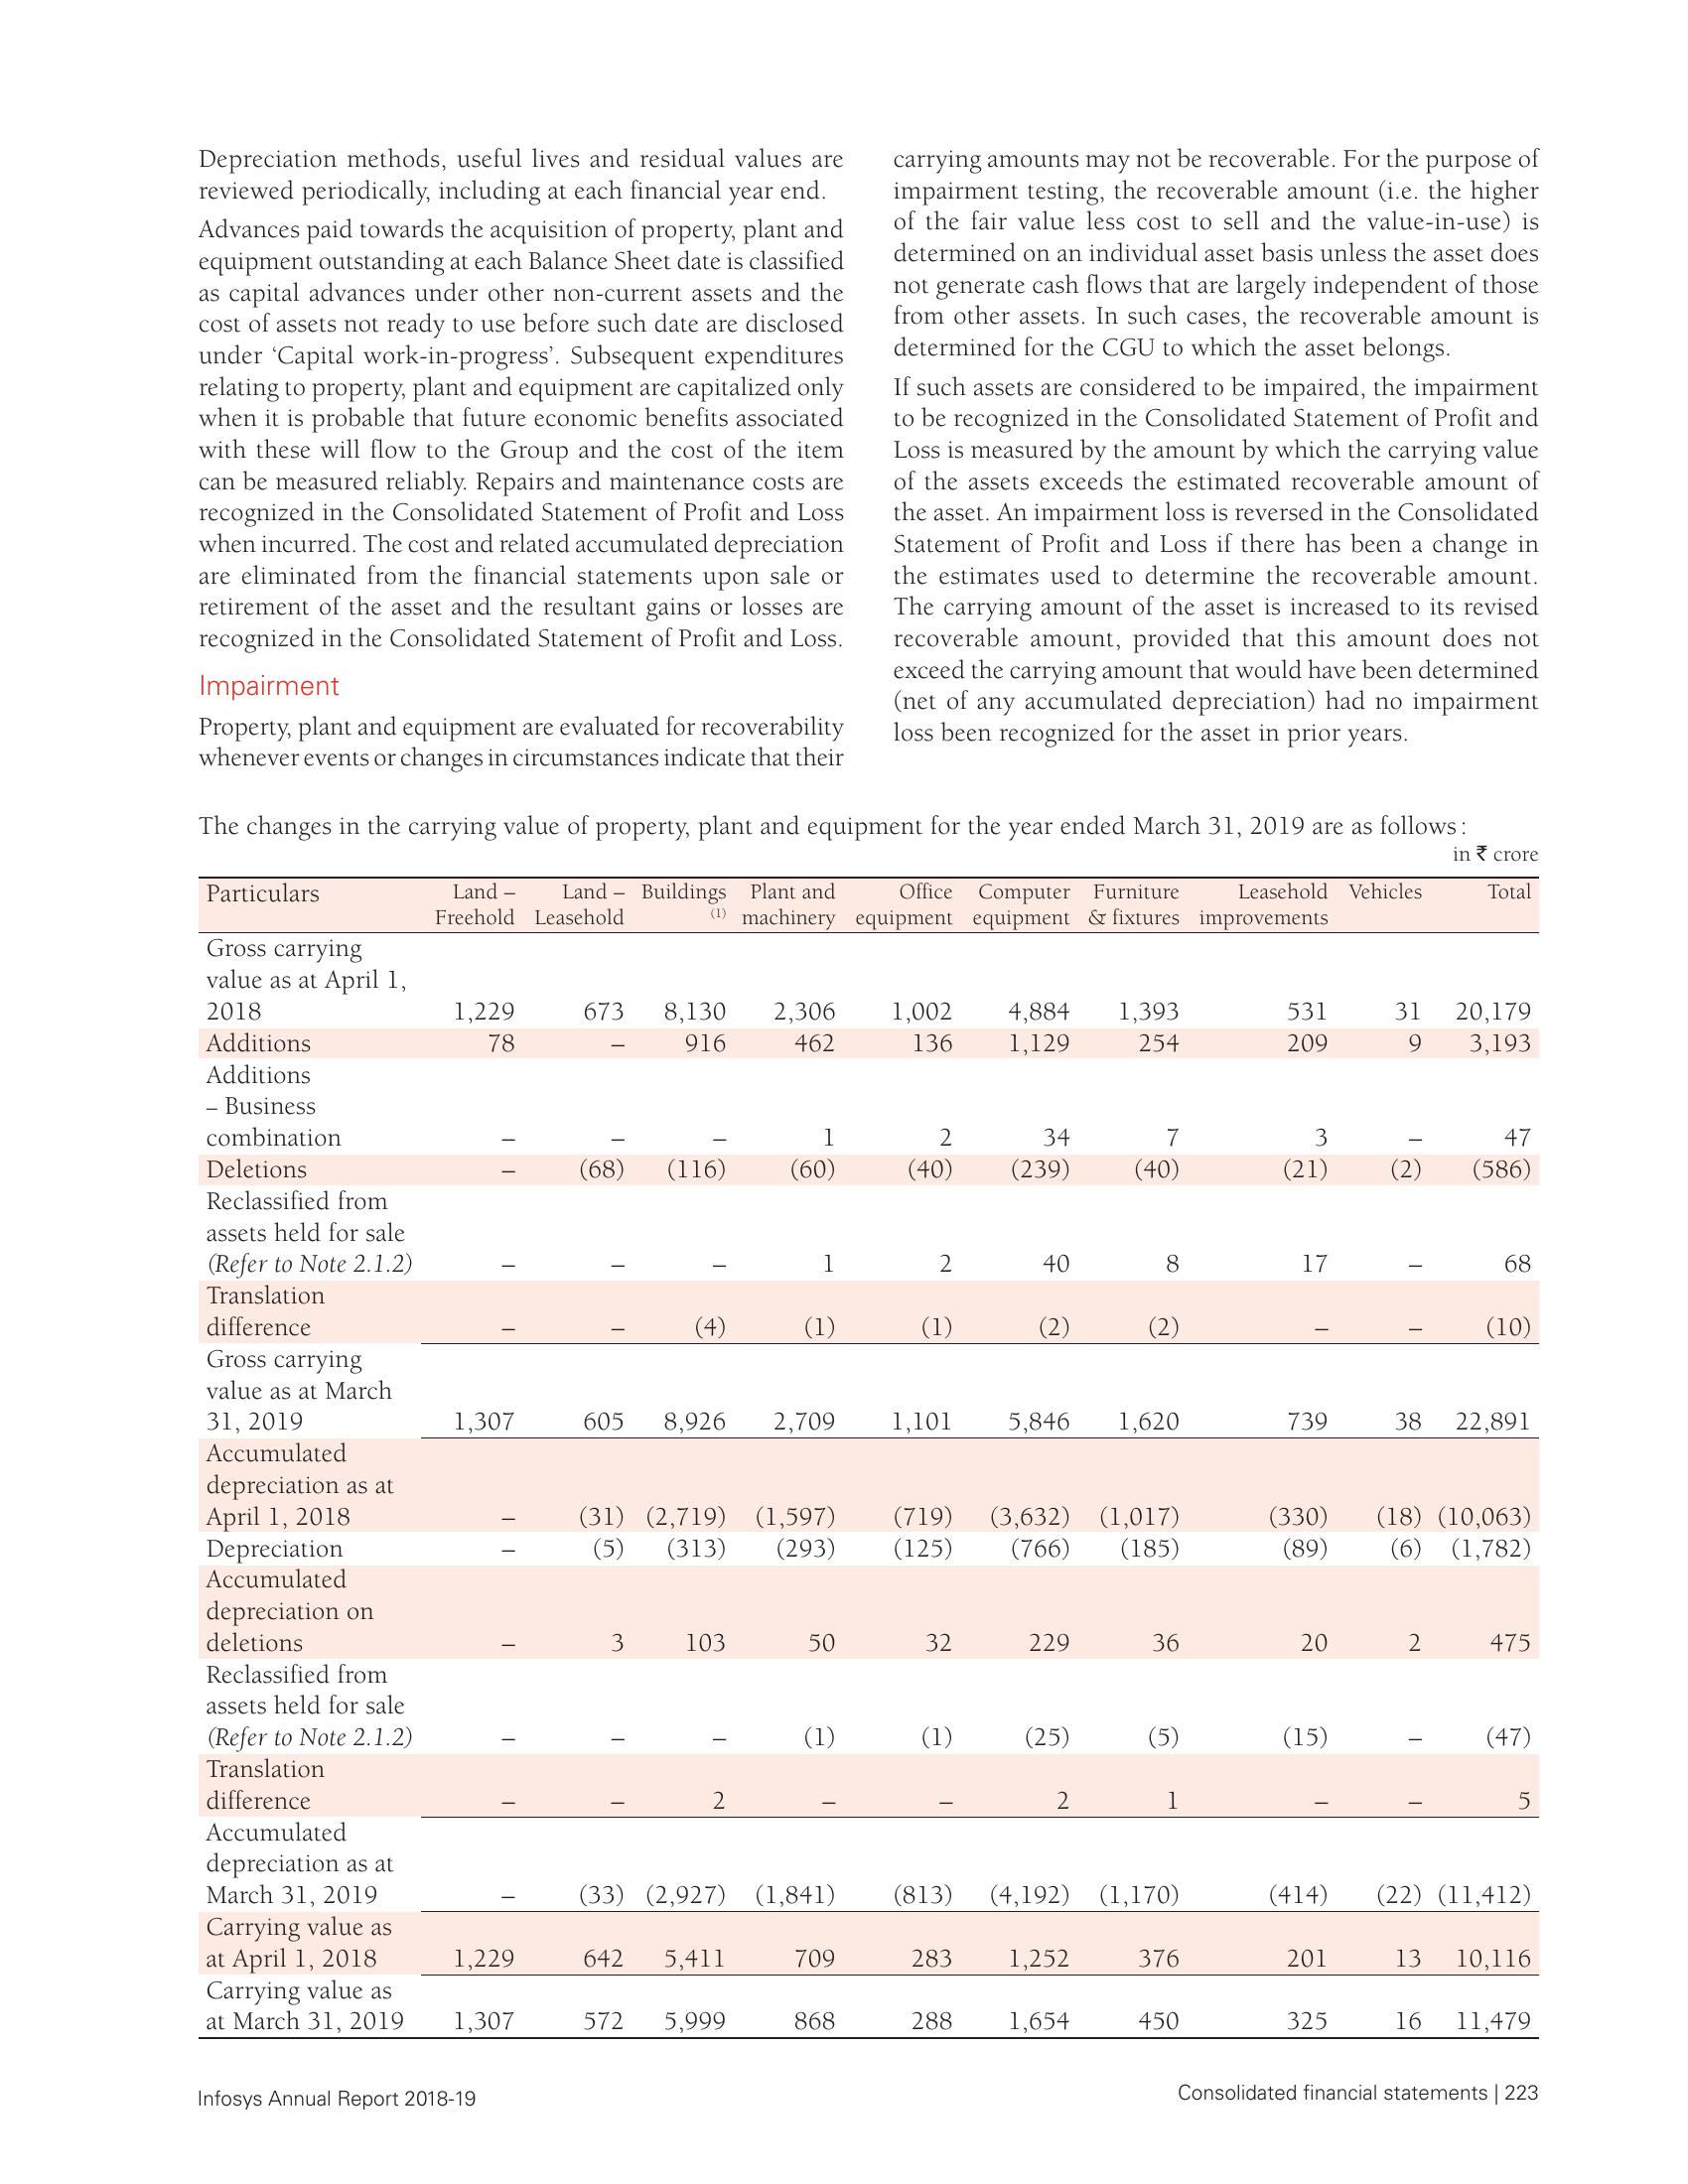 Depreciation methods, useful lives and residual values are
reviewed periodically, including at each financial year end.
Advances paid towards the acquisition of property, plant and
equipment outstanding at each Balance Sheet date is classified
as capital advances under other non-current assets and the
cost of assets not ready to use before such date are disclosed
under ‘Capital work-in-progress’. Subsequent expenditures
relating to property, plant and equipment are capitalized only
when it is probable that future economic benefits associated
with these will flow to the Group and the cost of the item
can be measured reliably. Repairs and maintenance costs are
recognized in the Consolidated Statement of Profit and Loss
when incurred. The cost and related accumulated depreciation
are eliminated from the financial statements upon sale or
retirement of the asset and the resultant gains or losses are
recognized in the Consolidated Statement of Profit and Loss.
Impairment
Property, plant and equipment are evaluated for recoverability
whenever events or changes in circumstances indicate that their
carrying amounts may not be recoverable. For the purpose of
impairment testing, the recoverable amount (i.e. the higher
of the fair value less cost to sell and the value-in-use) is
determined on an individual asset basis unless the asset does
not generate cash flows that are largely independent of those
from other assets. In such cases, the recoverable amount is
determined for the CGU to which the asset belongs.
If such assets are considered to be impaired, the impairment
to be recognized in the Consolidated Statement of Profit and
Loss is measured by the amount by which the carrying value
of the assets exceeds the estimated recoverable amount of
the asset. An impairment loss is reversed in the Consolidated
Statement of Profit and Loss if there has been a change in
the estimates used to determine the recoverable amount.
The carrying amount of the asset is increased to its revised
recoverable amount, provided that this amount does not
exceed the carrying amount that would have been determined
(net of any accumulated depreciation) had no impairment
loss been recognized for the asset in prior years.
The changes in the carrying value of property, plant and equipment for the year ended March 31, 2019 are as follows:
in ₹ crore
Particulars Land – Land – Buildings Plant and Office Computer Furniture Leasehold Vehicles Total
Freehold Leasehold (1) machinery equipment equipment & fixtures improvements
Gross carrying
value as at April 1,
2018 1,229 673 8,130 2,306 1,002 4,884 1,393 531 31 20,179
Additions 78 – 916 462 136 1,129 254 209 9 3,193
Additions
– Business
combination – – – 1 2 34 7 3 – 47
Deletions – (68) (116) (60) (40) (239) (40) (21) (2) (586)
Reclassified from
assets held for sale
(Refer to Note 2.1.2) – – – 1 2 40 8 17 – 68
Translation
difference – – (4) (1) (1) (2) (2) – – (10)
Gross carrying
value as at March
31, 2019 1,307 605 8,926 2,709 1,101 5,846 1,620 739 38 22,891
Accumulated
depreciation as at
April 1, 2018 – (31) (2,719) (1,597) (719) (3,632) (1,017) (330) (18) (10,063)
Depreciation – (5) (313) (293) (125) (766) (185) (89) (6) (1,782)
Accumulated
depreciation on
deletions – 3 103 50 32 229 36 20 2 475
Reclassified from
assets held for sale
(Refer to Note 2.1.2) – – – (1) (1) (25) (5) (15) – (47)
Translation
difference – – 2 – – 2 1 – – 5
Accumulated
depreciation as at
March 31, 2019 – (33) (2,927) (1,841) (813) (4,192) (1,170) (414) (22) (11,412)
Carrying value as
at April 1, 2018 1,229 642 5,411 709 283 1,252 376 201 13 10,116
Carrying value as
at March 31, 2019 1,307 572 5,999 868 288 1,654 450 325 16 11,479
Infosys Annual Report 2018-19
Consolidated financial statements | 223